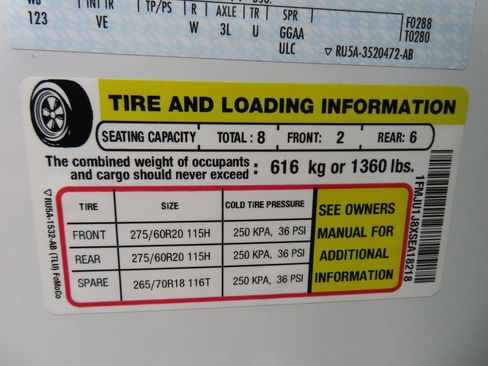 WB INT TR TP/PS R AXLE TR SPR
123 VE W 3L U GGAA F0288
R ULC T0280
▽ RU5A-3520472-AB
TIRE AND LOADING INFORMATION
SEATING CAPACITY TOTAL: 8 FRONT: 2 REAR: 6
The combined weight of occupants
and cargo should never exceed : 616 kg or 1360 lbs.
TIRE SIZE COLD TIRE PRESSURE
FRONT 275/60R20 115H 250 KPA, 36 PSI
REAR 275/60R20 115H 250 KPA, 36 PSI
SPARE 265/70R18 116T 250 KPA, 36 PSI
SEE OWNERS
MANUAL FOR
ADDITIONAL
INFORMATION
▽ RU5A-1532-AB (TLU) FoMoCo
1FMJU1J8XSEA18218